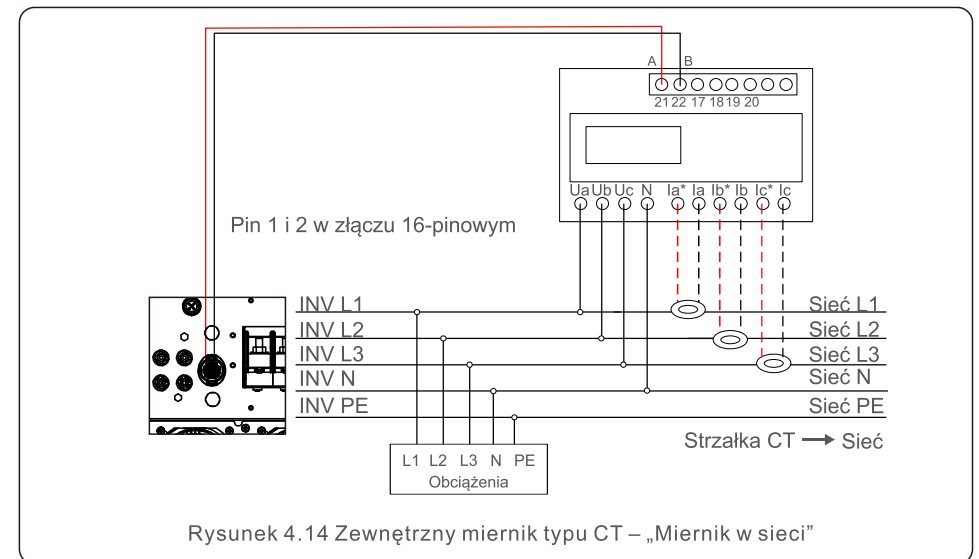 A B
21 22 17 18 19 20
Ua Ub Uc N Ia* Ia Ib* Ib Ic* Ic
Pin 1 i 2 w złączu 16-pinowym
INV L1 Sieć L1
INV L2 Sieć L2
INV L3 Sieć L3
INV N Sieć N
INV PE Sieć PE
Strzałka CT → Sieć
L1 L2 L3 N PE
Obciążenia
Rysunek 4.14 Zewnętrzny miernik typu CT – „Miernik w sieci”